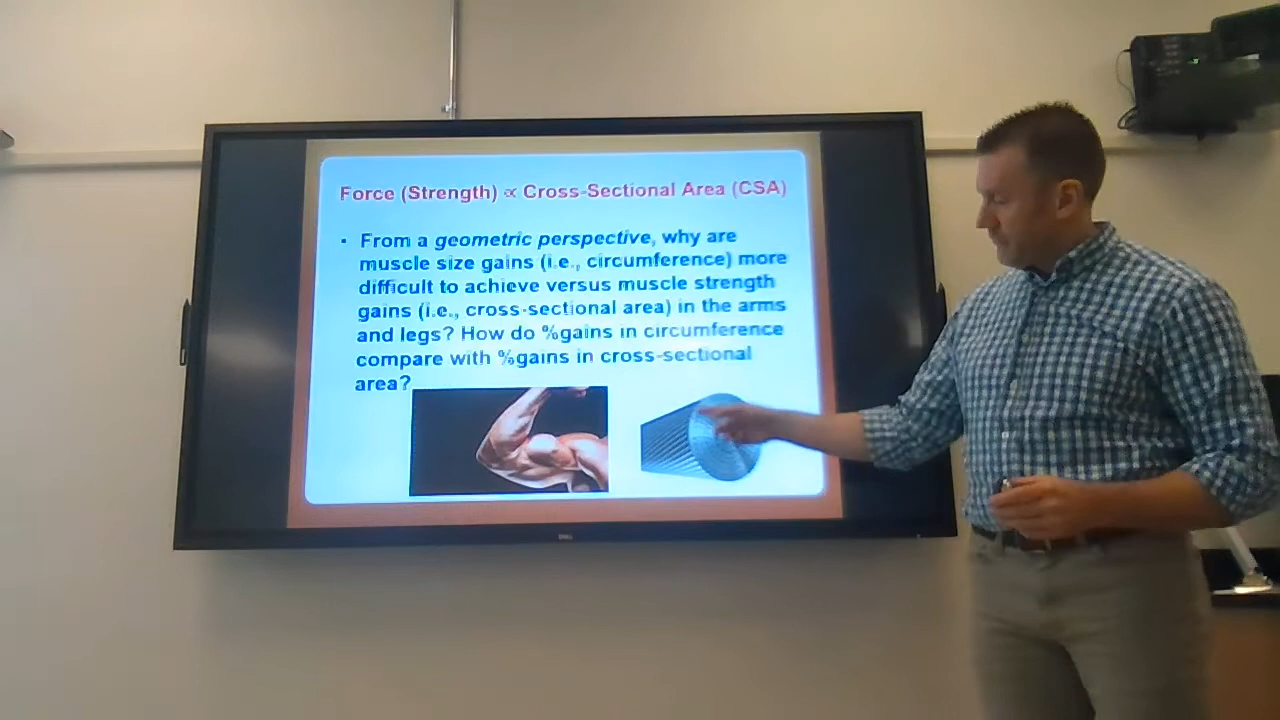 Force (Strength) ∝ Cross-Sectional Area (CSA)
• From a geometric perspective, why are
muscle size gains (i.e., circumference) more
difficult to achieve versus muscle strength
gains (i.e., cross-sectional area) in the arms
and legs? How do %gains in circumference
compare with %gains in cross-sectional
area?
DELL